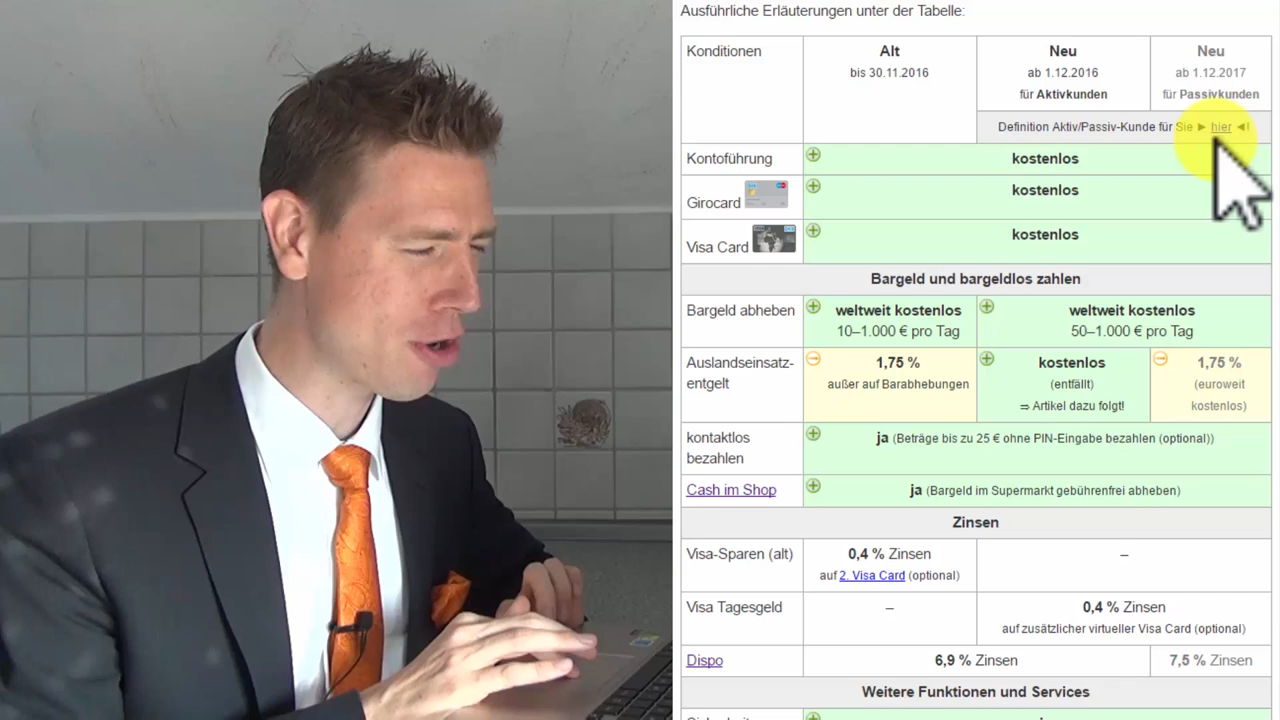 Ausführliche Erläuterungen unter der Tabelle:
Konditionen
Alt
bis 30.11.2016
Neu
ab 1.12.2016
für Aktivkunden
Neu
ab 1.12.2017
für Passivkunden
Definition Aktiv/Passiv-Kunde für Sie ► hier ◄!
Kontoführung
kostenlos
Girocard
kostenlos
Visa Card
kostenlos
Bargeld und bargeldlos zahlen
Bargeld abheben
weltweit kostenlos
10–1.000 € pro Tag
weltweit kostenlos
50–1.000 € pro Tag
Auslandseinsatz-
entgelt
1,75 %
außer auf Barabhebungen
kostenlos
(entfällt)
⇒ Artikel dazu folgt!
1,75 %
(euroweit
kostenlos)
kontaktlos
bezahlen
ja (Beträge bis zu 25 € ohne PIN-Eingabe bezahlen (optional))
Cash im Shop
ja (Bargeld im Supermarkt gebührenfrei abheben)
Zinsen
Visa-Sparen (alt)
0,4 % Zinsen
auf 2. Visa Card (optional)
–
Visa Tagesgeld
–
0,4 % Zinsen
auf zusätzlicher virtueller Visa Card (optional)
Dispo
6,9 % Zinsen
7,5 % Zinsen
Weitere Funktionen und Services